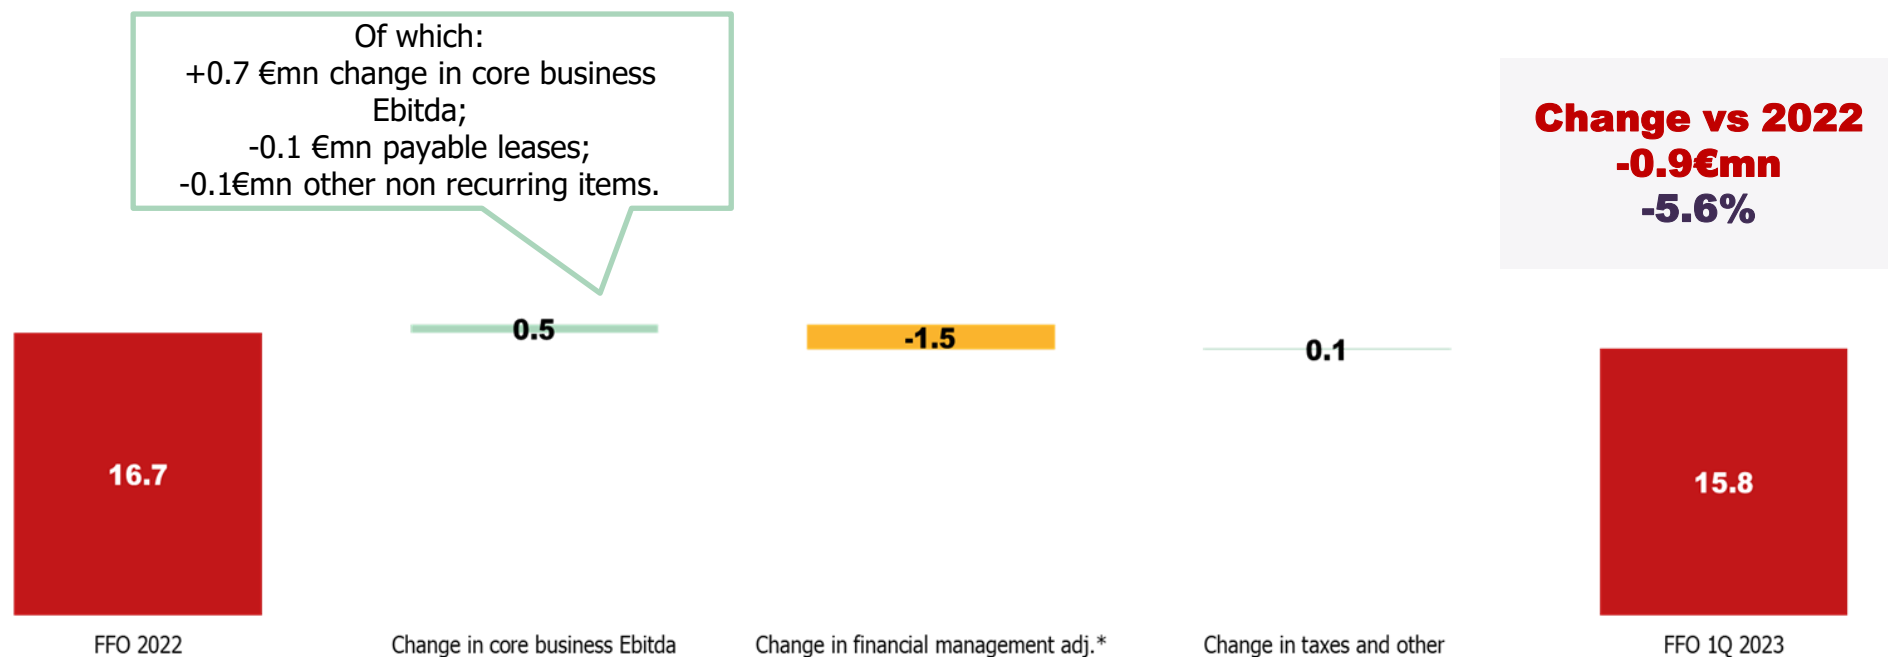 Of which:
+0.7 €mn change in core business
Ebitda;
-0.1 €mn payable leases;
-0.1€mn other non recurring items.
Change vs 2022
-0.9€mn
-5.6%
0.5
-1.5
0.1
16.7
15.8
FFO 2022
Change in core business Ebitda
Change in financial management adj.*
Change in taxes and other
FFO 1Q 2023